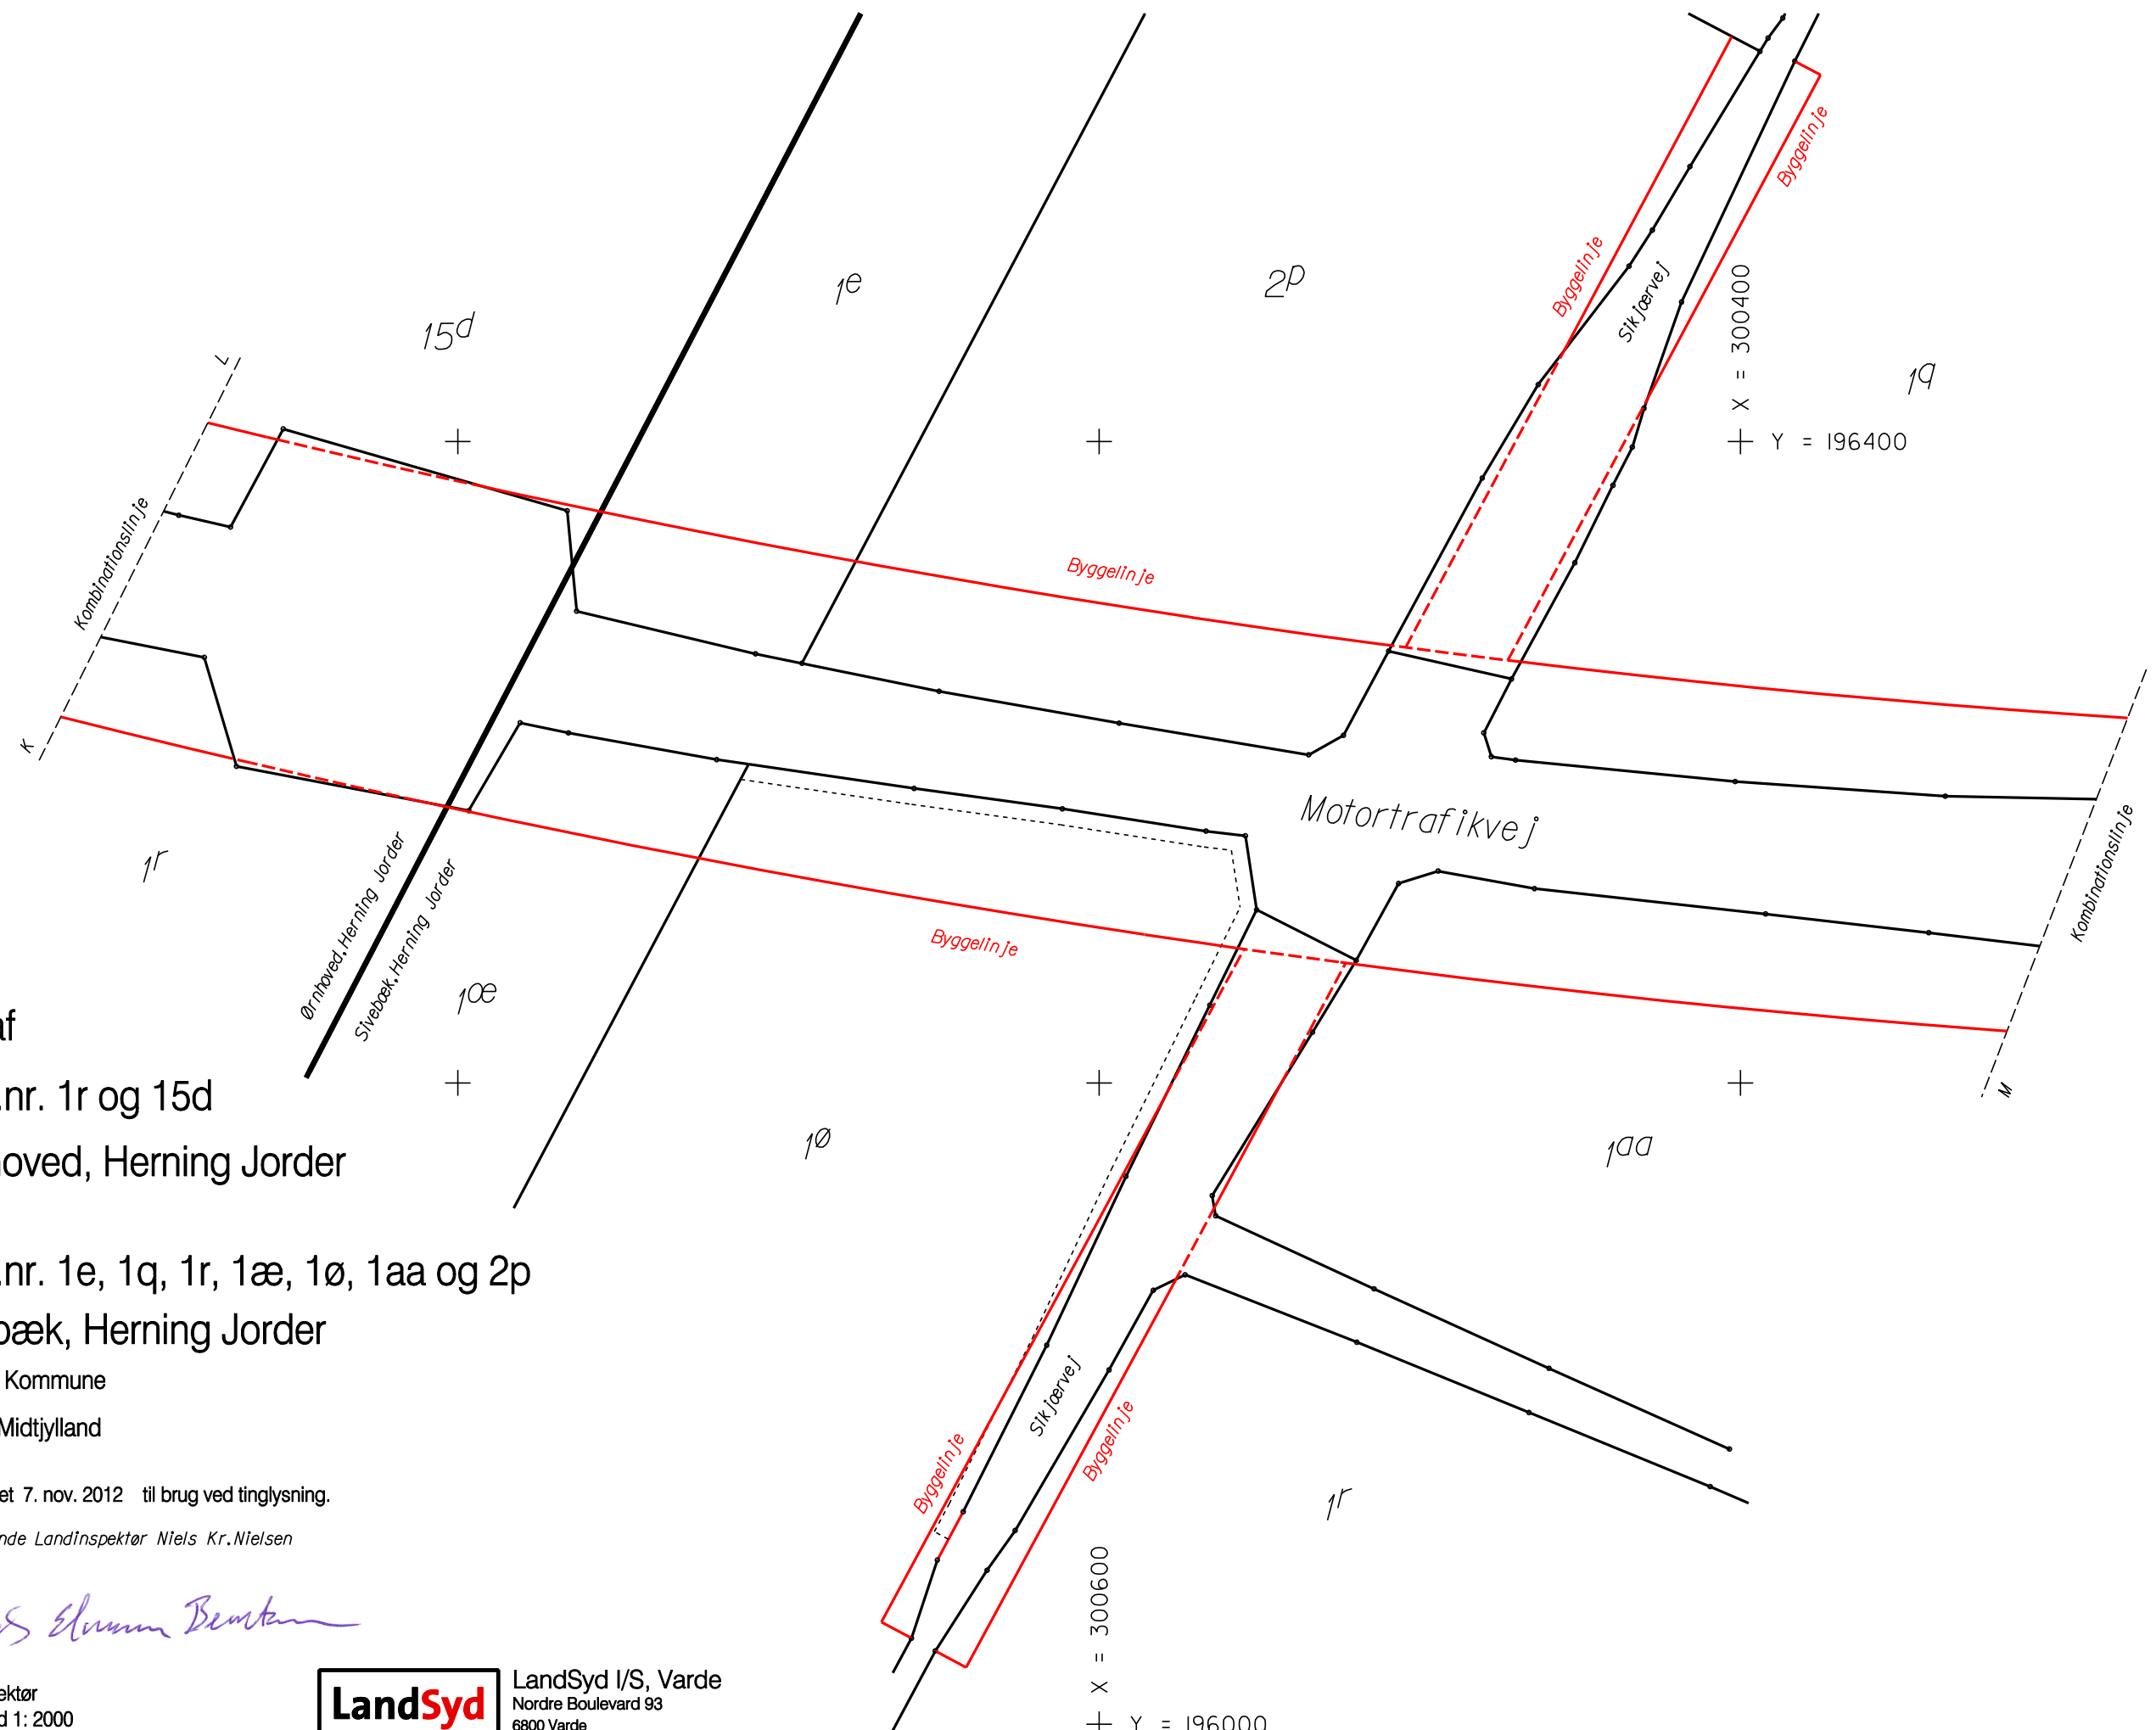 1e
2p
15d
Byggelinje
Byggelinje
Sikjærvej
X = 300400
Y = 196400
1q
L
Kombinationslinje
K
Byggelinje
Byggelinje
Motortrafikvej
Kombinationslinje
M
1r
Ørnhoved, Herning Jorder
Sivebæk, Herning Jorder
Byggelinje
1æ
1ø
1aa
af
.nr. 1r og 15d
oved, Herning Jorder
.nr. 1e, 1q, 1r, 1æ, 1ø, 1aa og 2p
bæk, Herning Jorder
Kommune
Midtjylland
et 7. nov. 2012 til brug ved tinglysning.
nde Landinspektør Niels Kr.Nielsen
Sikjærvej
Byggelinje
Byggelinje
1r
X = 300600
Y = 196000
ektør
d 1: 2000
LandSyd
LandSyd I/S, Varde
Nordre Boulevard 93
6800 Varde